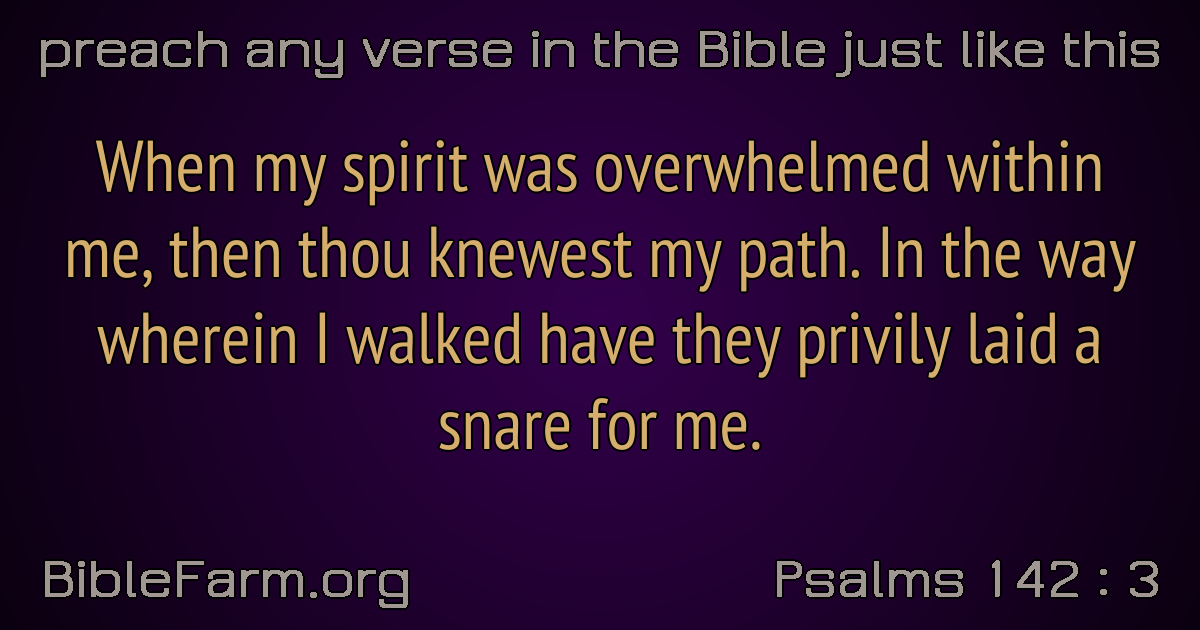 preach any verse in the Bible just like this
When my spirit was overwhelmed within
me, then thou knewest my path. In the way
wherein I walked have they privily laid a
snare for me.
BibleFarm.org
Psalms 142 : 3